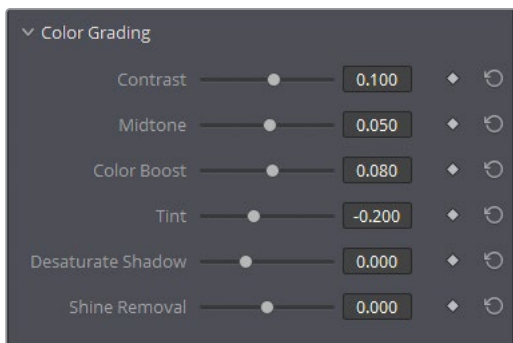 Color Grading
Contrast 0.100
Midtone 0.050
Color Boost 0.080
Tint -0.200
Desaturate Shadow 0.000
Shine Removal 0.000